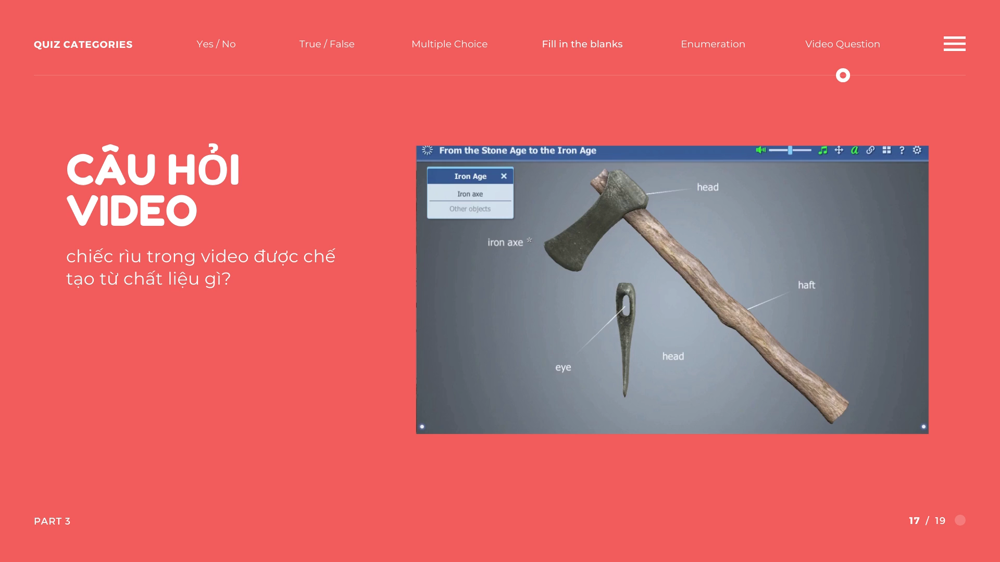 QUIZ CATEGORIES
Yes / No
True / False
Multiple Choice
Fill in the blanks
Enumeration
Video Question
CÂU HỎI
VIDEO
chiếc rìu trong video được chế
tạo từ chất liệu gì?
From the Stone Age to the Iron Age
a
?
Iron Age
Iron axe
Other objects
head
iron axe *
haft
head
eye
PART 3
17 / 19